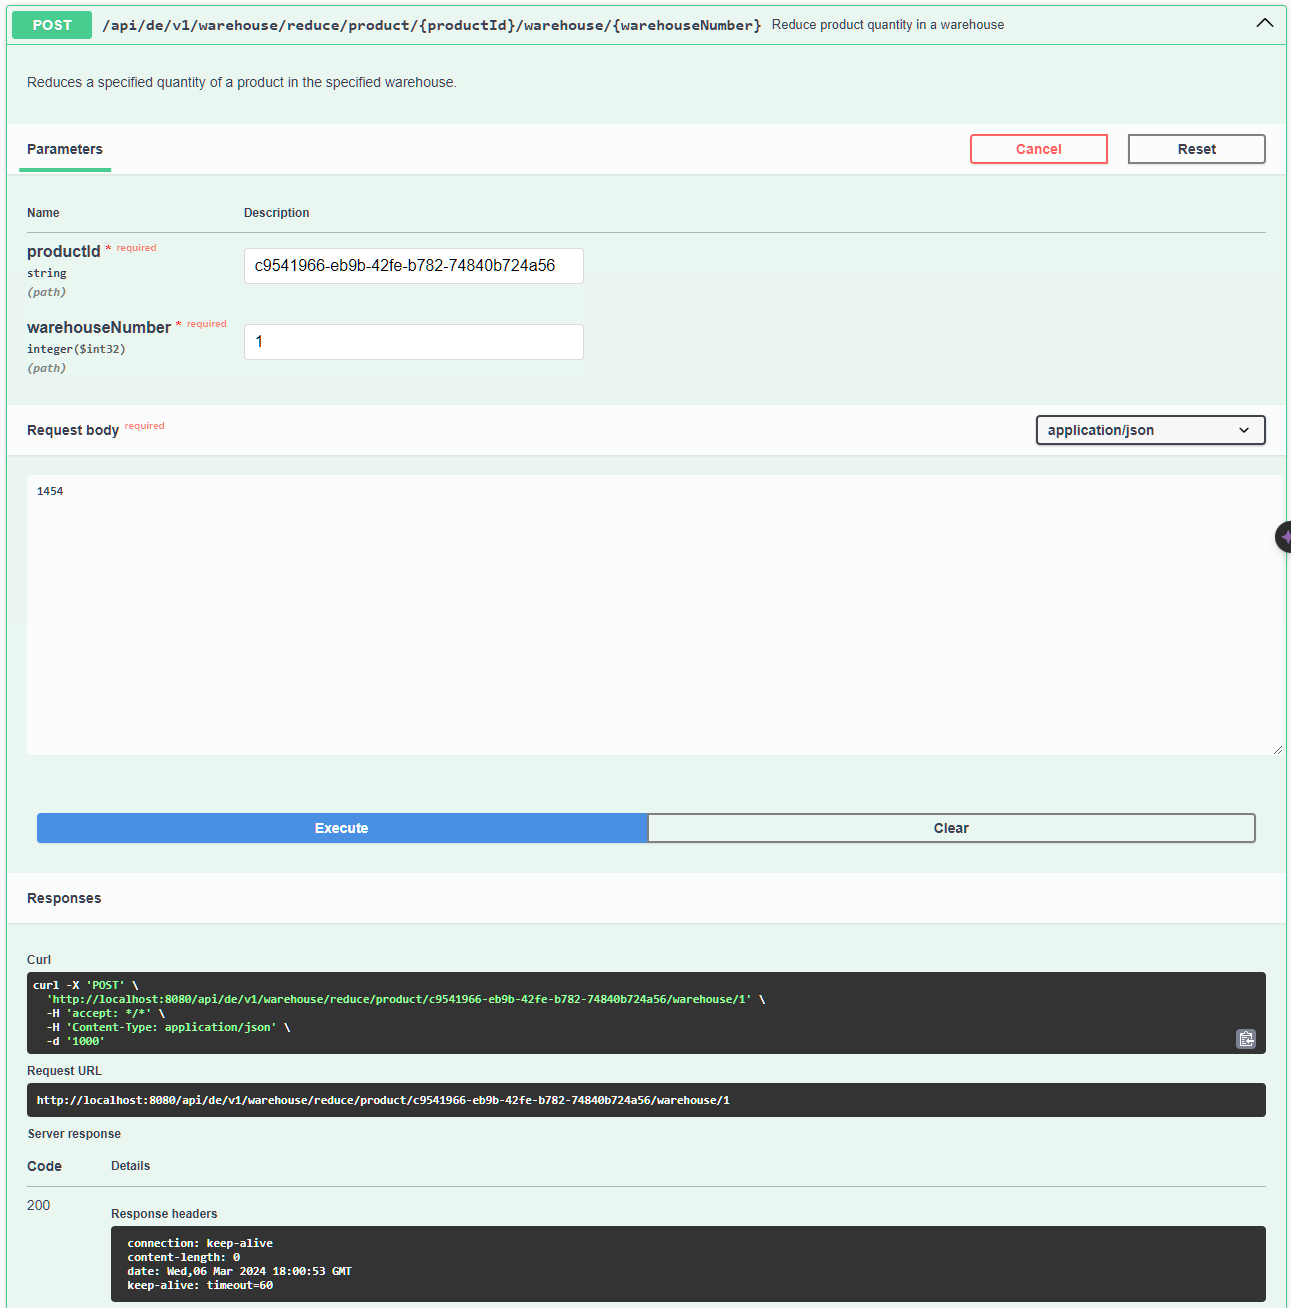 POST /api/de/v1/warehouse/reduce/product/{productId}/warehouse/{warehouseNumber} Reduce product quantity in a warehouse
Reduces a specified quantity of a product in the specified warehouse.
Parameters Cancel Reset
Name Description
productId * required
string
(path)
c9541966-eb9b-42fe-b782-74840b724a56
warehouseNumber * required
integer($int32)
(path)
1
Request body required application/json
1454
Execute Clear
Responses
Curl
curl -X 'POST' \
'http://localhost:8080/api/de/v1/warehouse/reduce/product/c9541966-eb9b-42fe-b782-74840b724a56/warehouse/1' \
-H 'accept: */*' \
-H 'Content-Type: application/json' \
-d '1000'
Request URL
http://localhost:8080/api/de/v1/warehouse/reduce/product/c9541966-eb9b-42fe-b782-74840b724a56/warehouse/1
Server response
Code Details
200
Response headers
connection: keep-alive
content-length: 0
date: Wed,06 Mar 2024 18:00:53 GMT
keep-alive: timeout=60